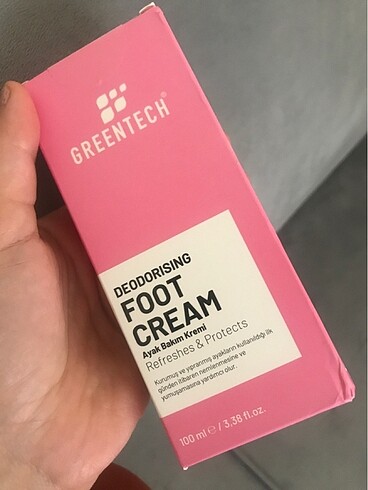 GREENTECH®
DEODORISING
FOOT
CREAM
Ayak Bakım Kremi
Refreshes & Protects
Kurumuş ve yıpranmış ayakların kullanıldığı ilk
günden itibaren nemlenmesine ve
yumuşamasına yardımcı olur.
100 ml ℮ / 3,38 fl.oz.